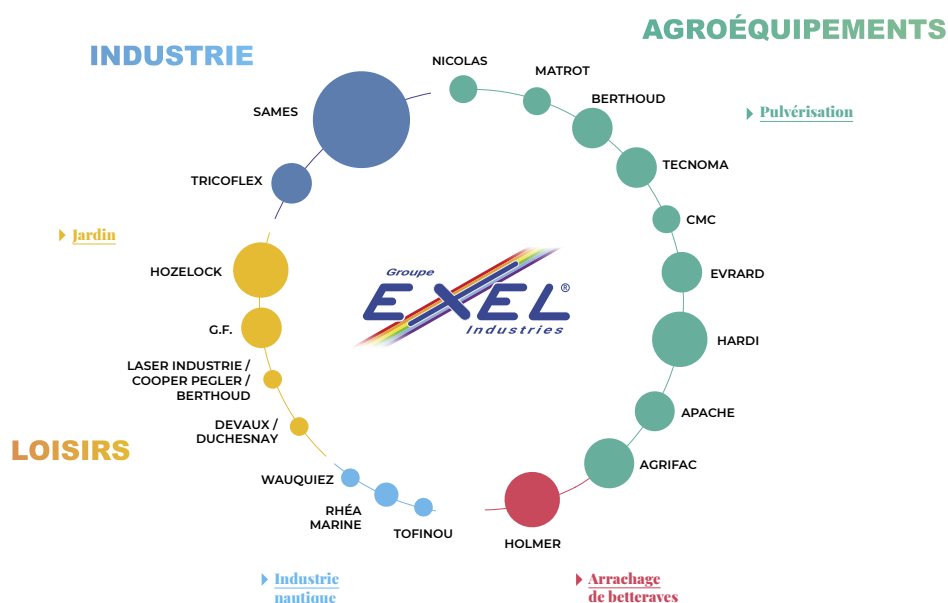 AGROÉQUIPEMENTS
INDUSTRIE
NICOLAS
MATROT
BERTHOUD
SAMES
Pulvérisation
TECNOMA
TRICOFLEX
CMC
Jardin
HOZELOCK
EVRARD
Groupe
EXEL®
Industries
G.F.
HARDI
LASER INDUSTRIE /
COOPER PEGLER /
BERTHOUD
APACHE
DEVAUX /
DUCHESNAY
LOISIRS
AGRIFAC
WAUQUIEZ
RHÉA
MARINE
TOFINOU
HOLMER
Industrie
nautique
Arrachage
de betteraves